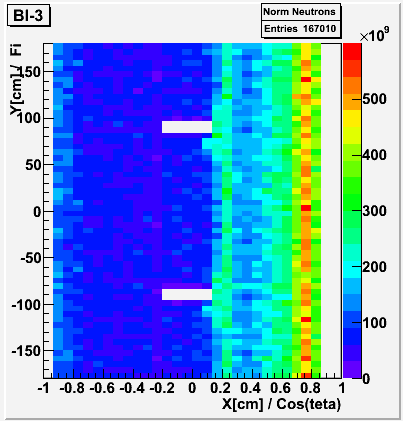 BI-3
Norm Neutrons
Entries 167010
×10⁹
Y[cm] / Fi
150
100
50
0
-50
-100
-150
500
400
300
200
100
0
-1 -0.8 -0.6 -0.4 -0.2 0 0.2 0.4 0.6 0.8 1
X[cm] / Cos(teta)